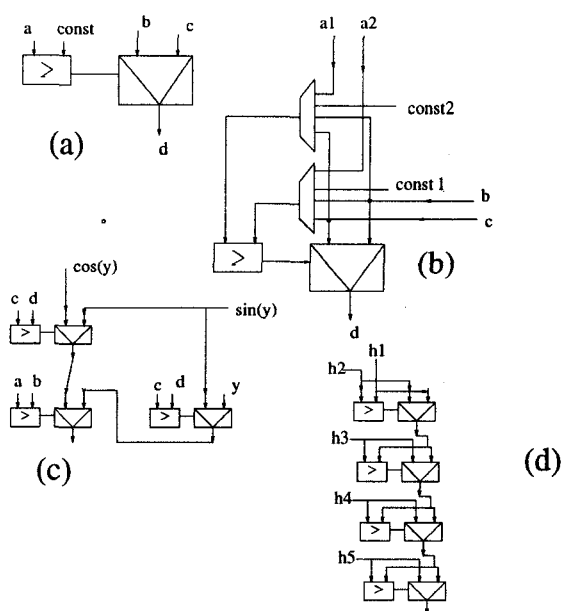 a const b c
>
d
(a)
a1 a2
const2
const 1
b
c
>
d
(b)
cos(y)
sin(y)
c d
>
a b
>
c d
>
y
(c)
h1
h2
>
h3
>
h4
>
h5
>
(d)